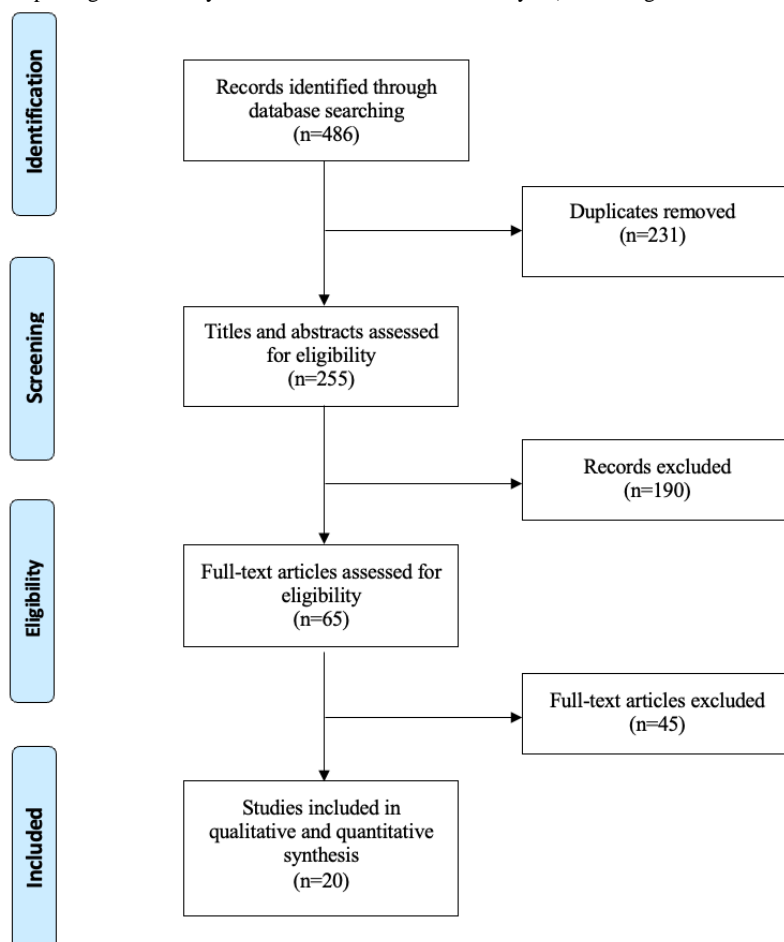 Identification
Records identified through
database searching
(n=486)
Duplicates removed
(n=231)
Screening
Titles and abstracts assessed
for eligibility
(n=255)
Records excluded
(n=190)
Eligibility
Full-text articles assessed for
eligibility
(n=65)
Full-text articles excluded
(n=45)
Included
Studies included in
qualitative and quantitative
synthesis
(n=20)